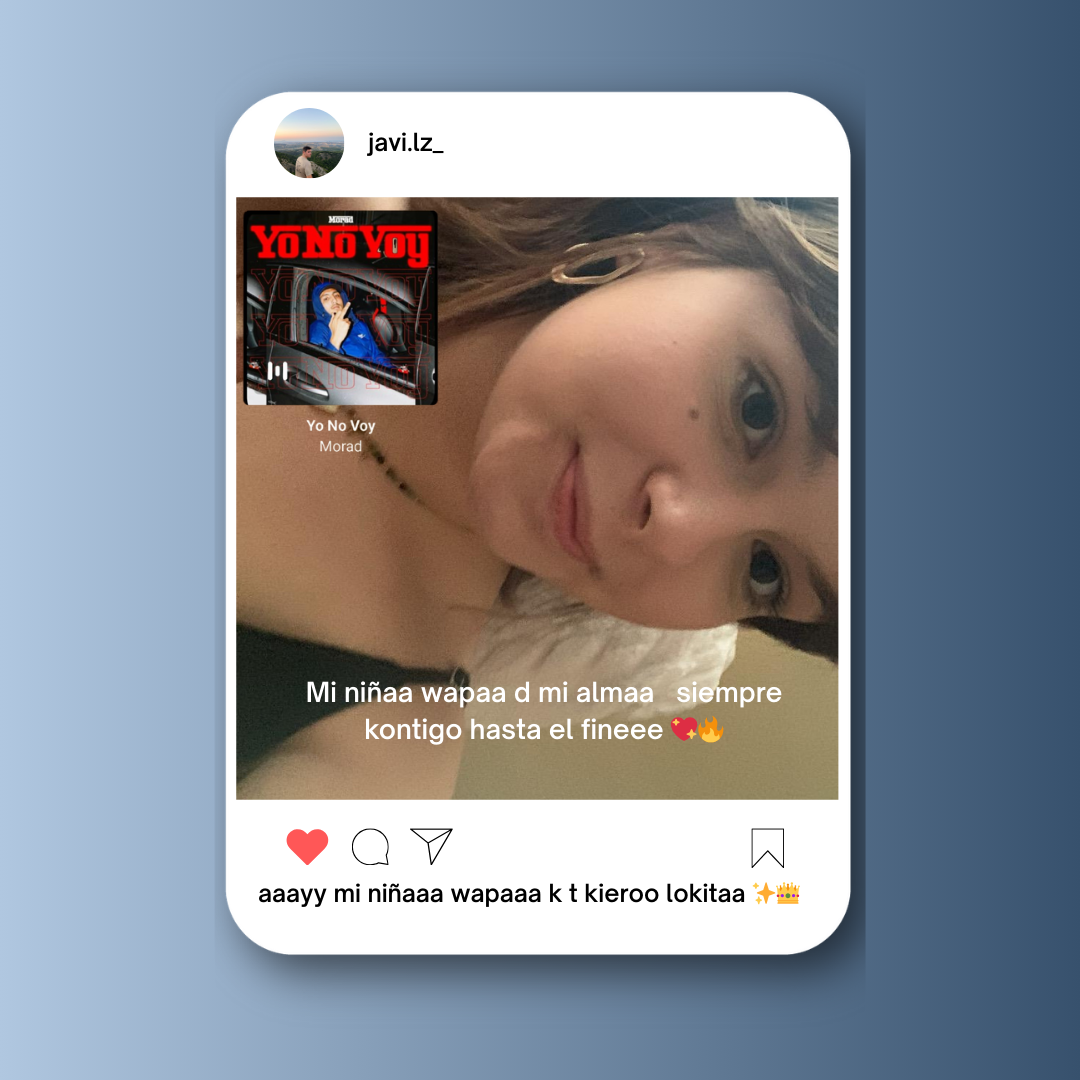 javi.lz_
Morad
Yo No Voy
Yo No Voy
Morad
Mi niñaa wapaa d mi almaa   siempre
kontigo hasta el fineee 💖🔥
aaayy mi niñaaa wapaaa k t kieroo lokitaa ✨👑